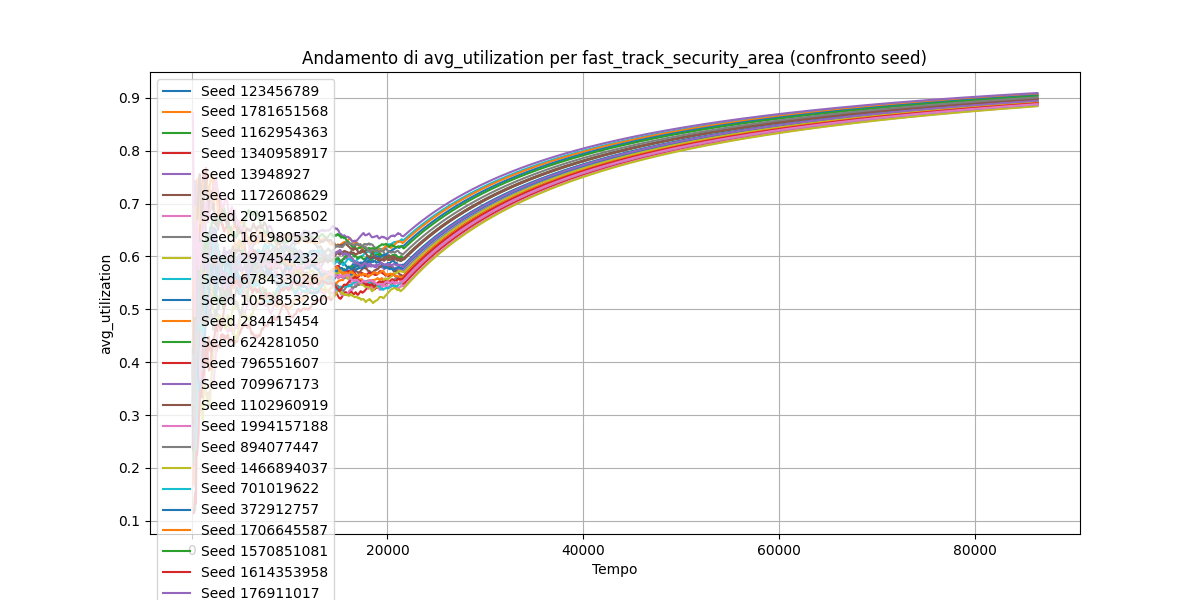 Andamento di avg_utilization per fast_track_security_area (confronto seed)
avg_utilization
0.9
0.8
0.7
0.6
0.5
0.4
0.3
0.2
0.1
Seed 123456789
Seed 1781651568
Seed 1162954363
Seed 1340958917
Seed 13948927
Seed 1172608629
Seed 2091568502
Seed 161980532
Seed 297454232
Seed 678433026
Seed 1053853290
Seed 284415454
Seed 624281050
Seed 796551607
Seed 709967173
Seed 1102960919
Seed 1994157188
Seed 894077447
Seed 1466894037
Seed 701019622
Seed 372912757
Seed 1706645587
Seed 1570851081
Seed 1614353958
Seed 176911017
0 20000 40000 60000 80000
Tempo